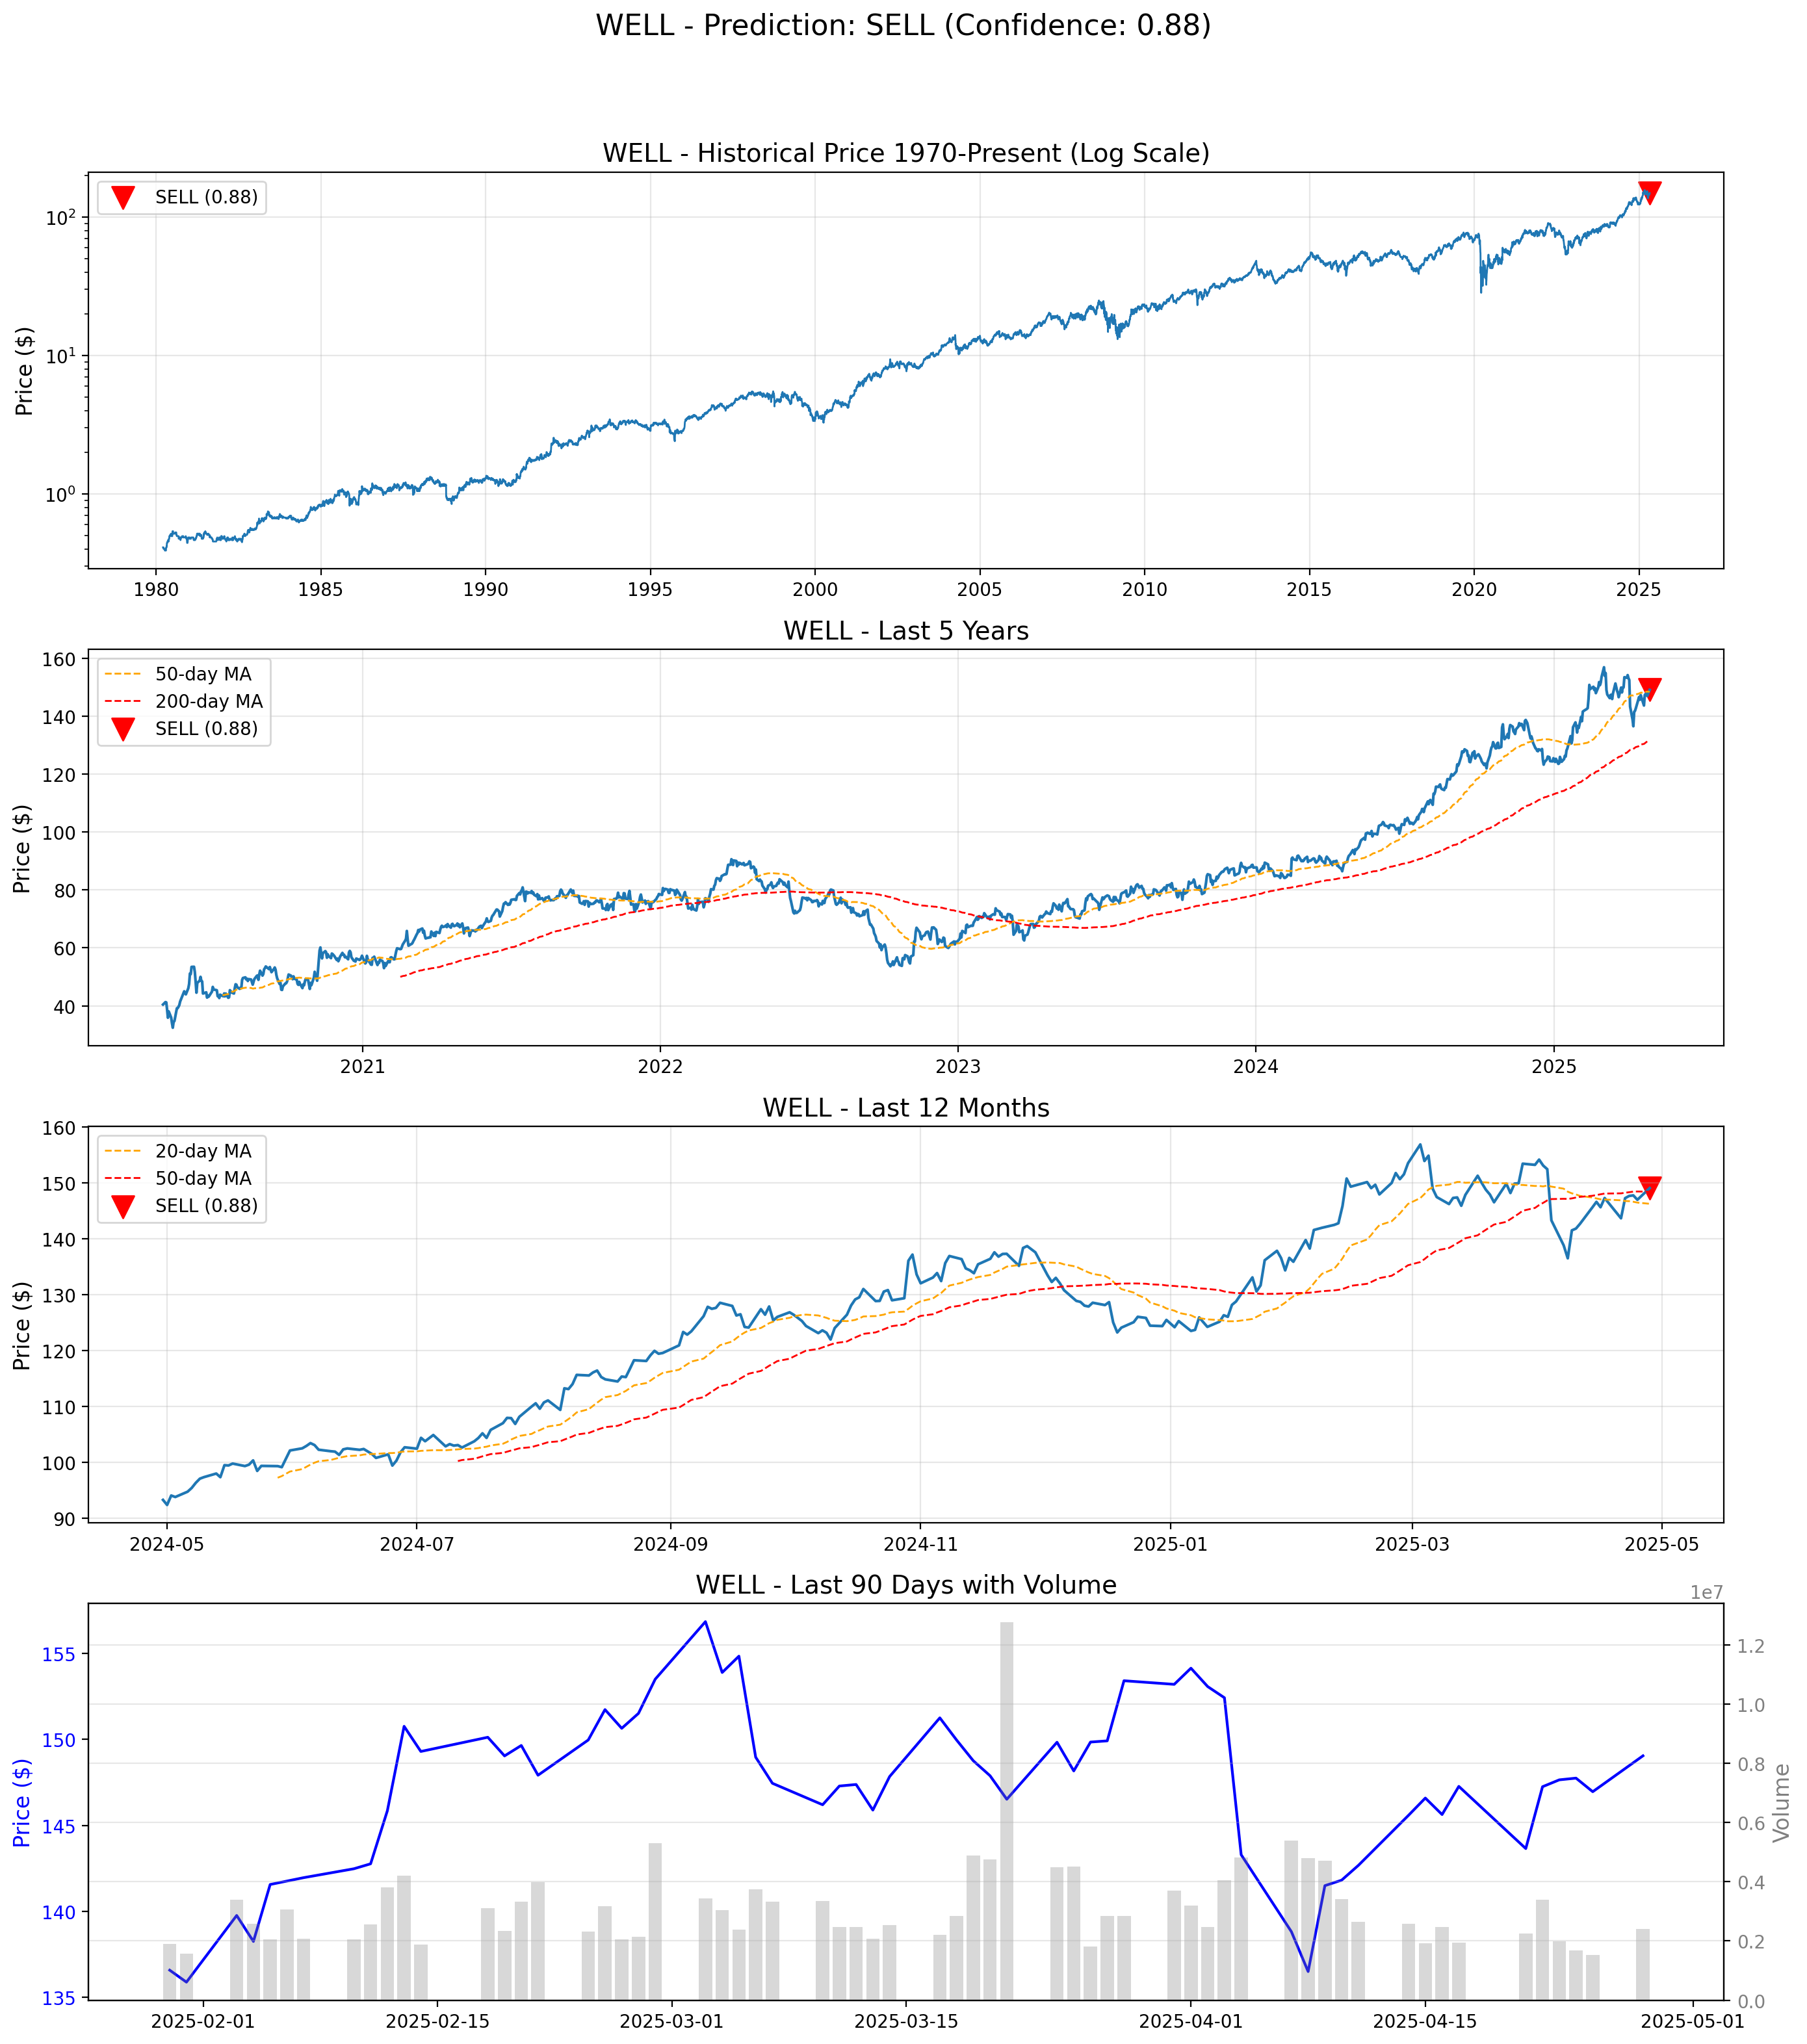 WELL - Prediction: SELL (Confidence: 0.88)
WELL - Historical Price 1970-Present (Log Scale)
SELL (0.88)
Price ($)
10²
10¹
10⁰
1980 1985 1990 1995 2000 2005 2010 2015 2020 2025
WELL - Last 5 Years
50-day MA
200-day MA
SELL (0.88)
Price ($)
160
140
120
100
80
60
40
2021 2022 2023 2024 2025
WELL - Last 12 Months
20-day MA
50-day MA
SELL (0.88)
Price ($)
160
150
140
130
120
110
100
90
2024-05 2024-07 2024-09 2024-11 2025-01 2025-03 2025-05
WELL - Last 90 Days with Volume
1e7
Price ($)
155
150
145
140
135
1.2
1.0
0.8
0.6
0.4
0.2
0.0
Volume
2025-02-01 2025-02-15 2025-03-01 2025-03-15 2025-04-01 2025-04-15 2025-05-01